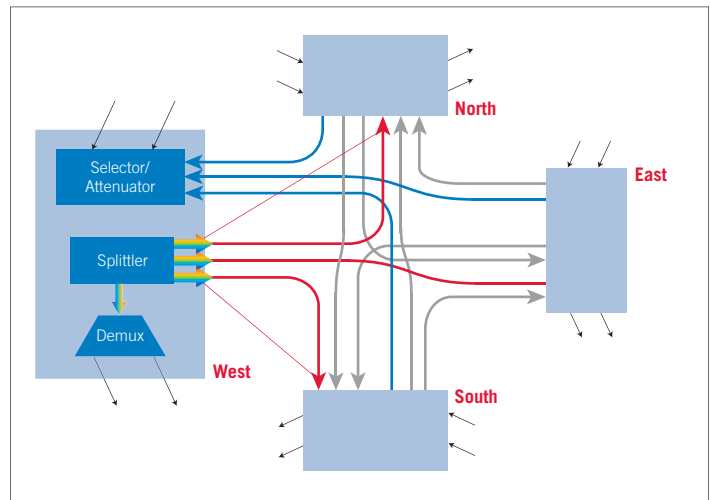 North
Selector/
Attenuator
East
Splittler
Demux
West
South